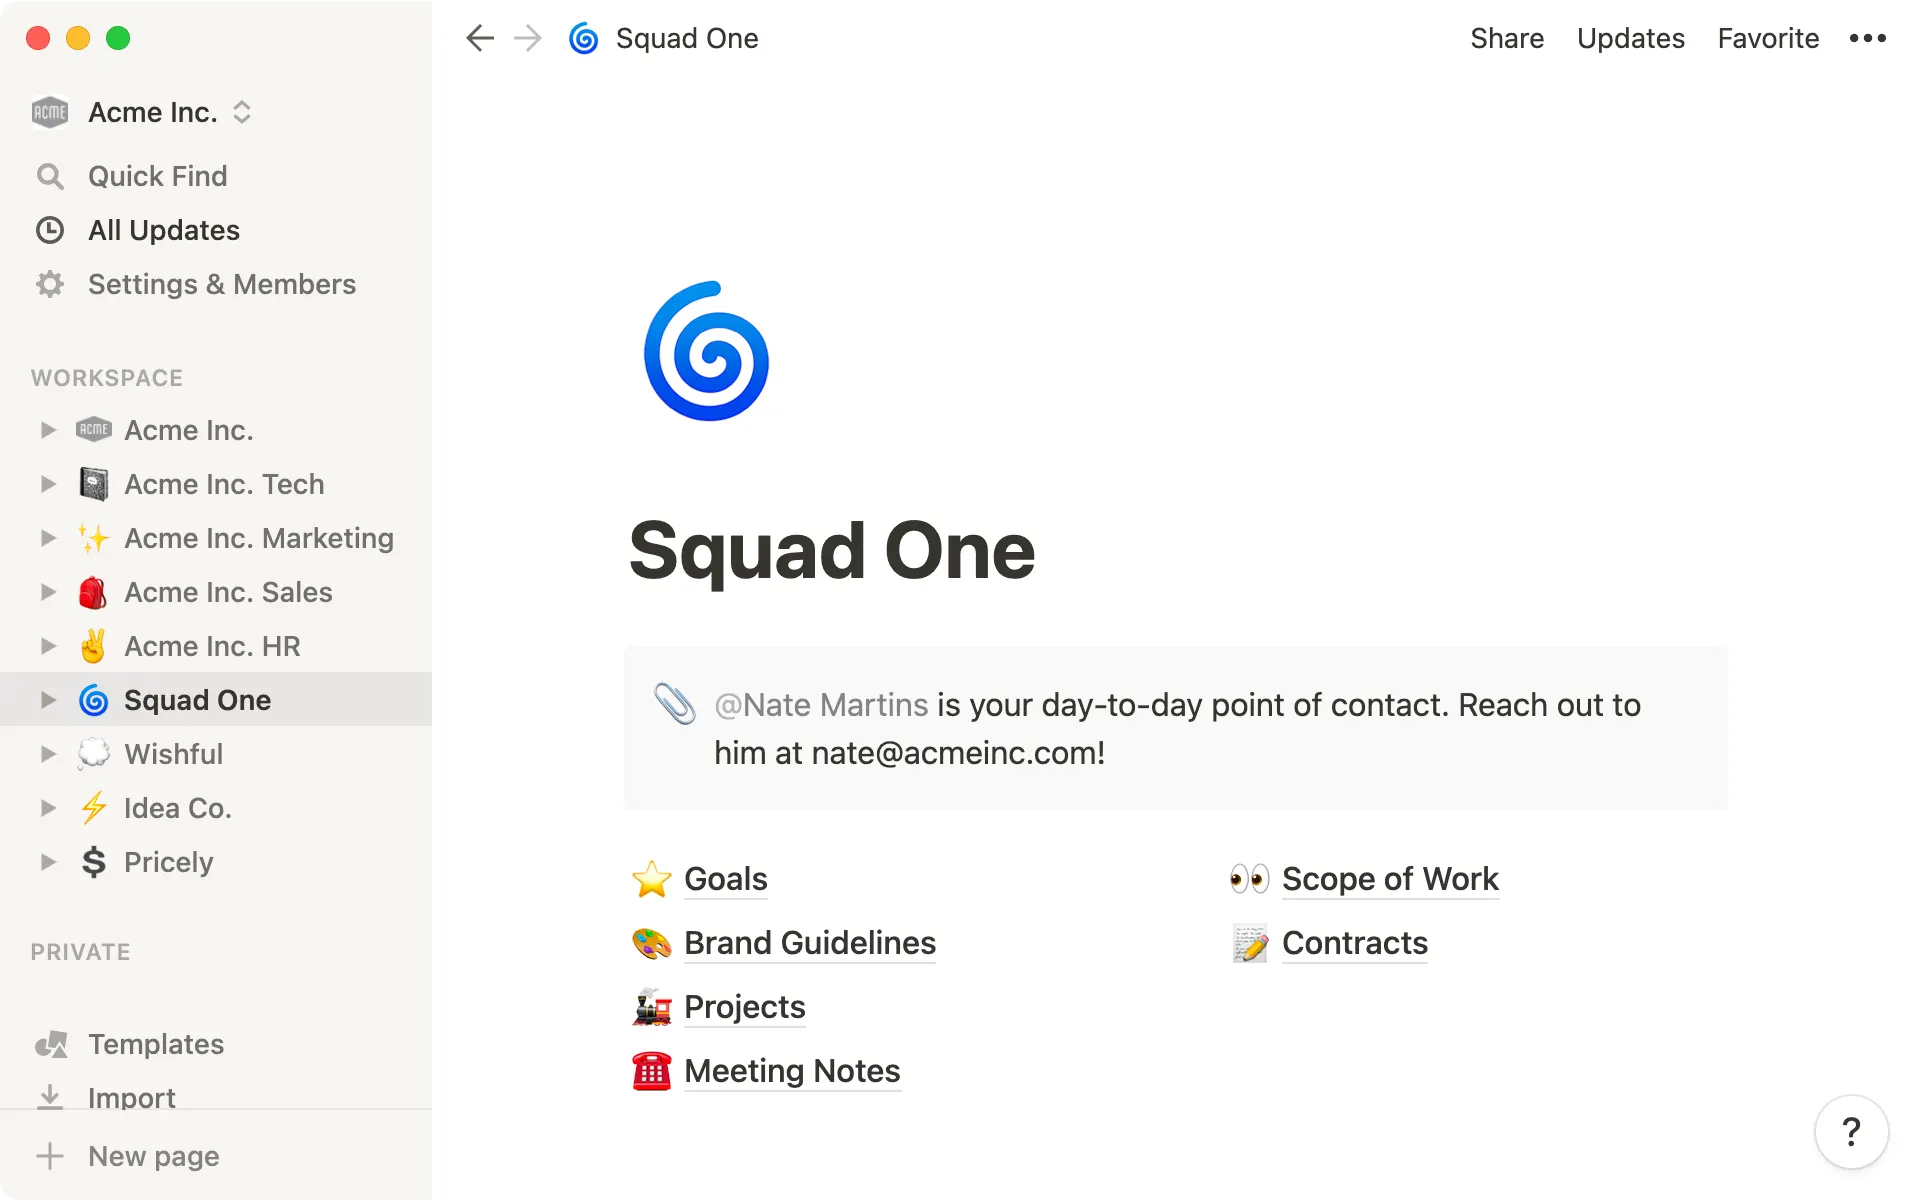 Squad One
Share Updates Favorite
ACME Acme Inc.
Quick Find
All Updates
Settings & Members
WORKSPACE
ACME Acme Inc.
Acme Inc. Tech
Acme Inc. Marketing
Acme Inc. Sales
Acme Inc. HR
Squad One
Wishful
Idea Co.
$ Pricely
PRIVATE
Templates
Import
New page
Squad One
@Nate Martins is your day-to-day point of contact. Reach out to
him at nate@acmeinc.com!
Goals
Brand Guidelines
Projects
Meeting Notes
Scope of Work
Contracts
?